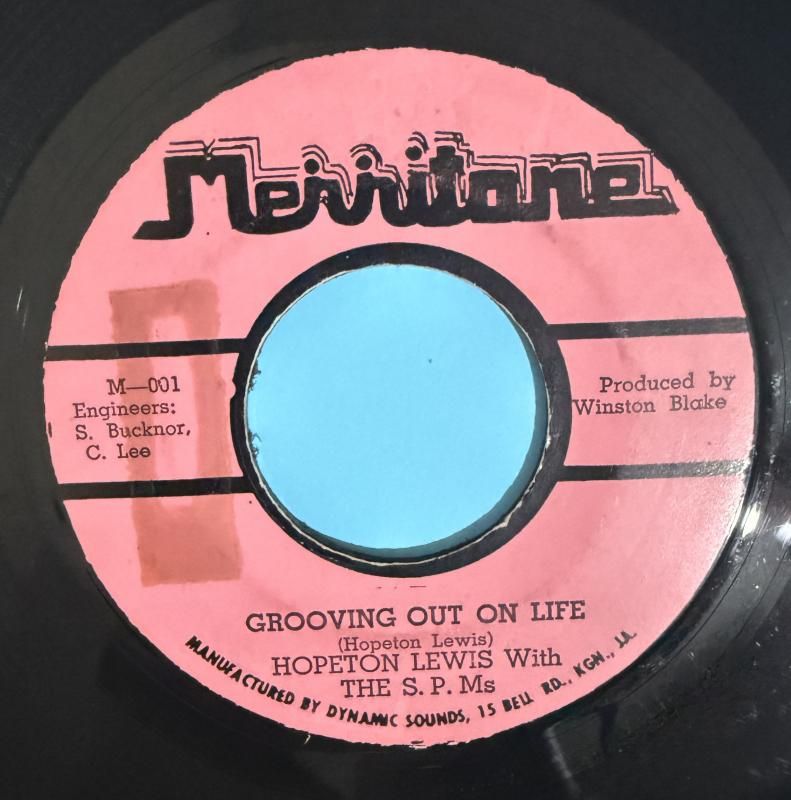 Merritone
M—001
Engineers:
S. Bucknor,
C. Lee
Produced by
Winston Blake
GROOVING OUT ON LIFE
(Hopeton Lewis)
HOPETON LEWIS With
THE S. P. Ms
MANUFACTURED BY DYNAMIC SOUNDS, 15 BELL RD., KGN., JA.